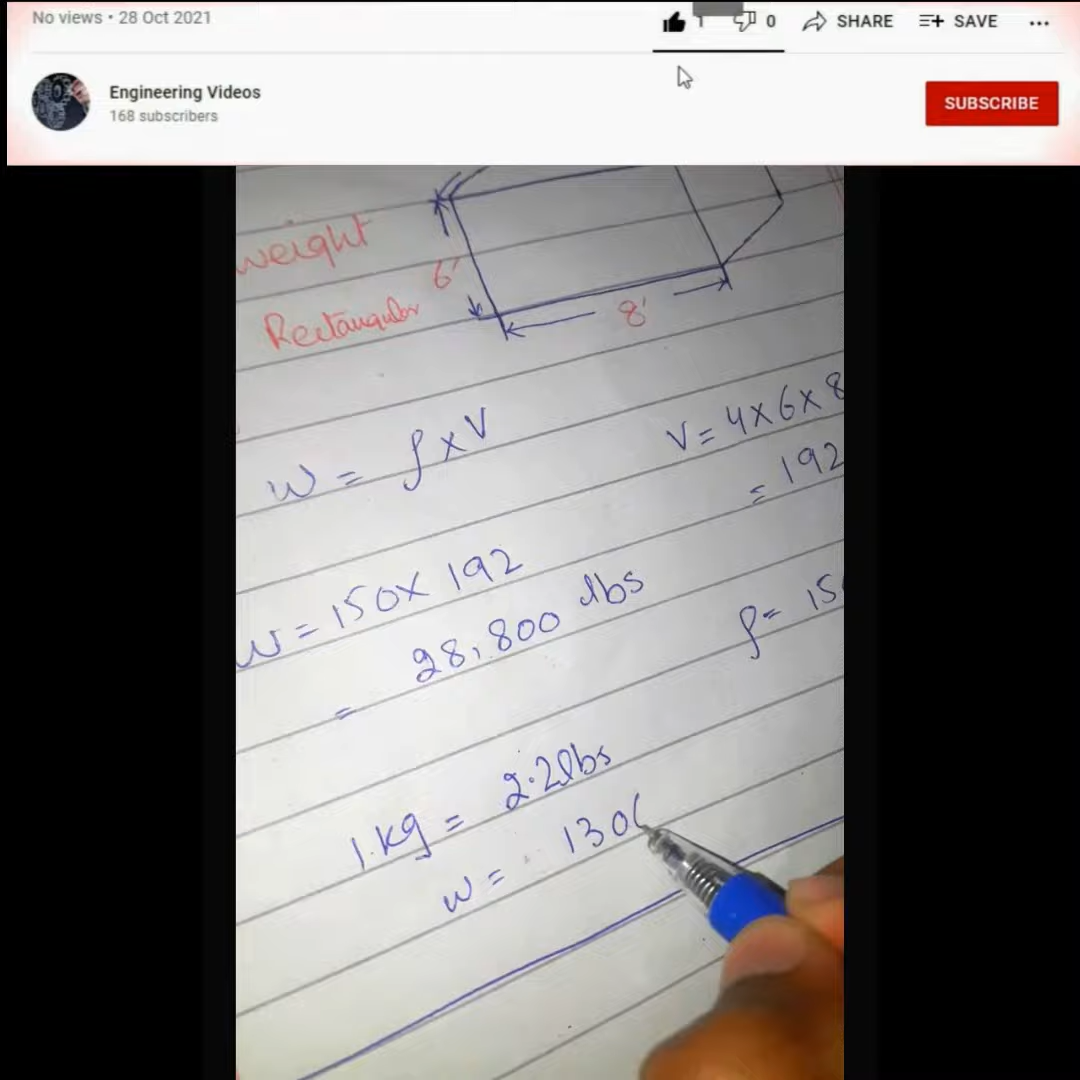 No views • 28 Oct 2021
1 0 SHARE SAVE ...
Engineering Videos
168 subscribers
SUBSCRIBE
weight
6'
Rectangular
8'
W = ρ x V
V = 4 x 6 x 8
= 192
W = 150 x 192
= 28,800 lbs
ρ = 15
1 kg = 2.2 lbs
W = 130